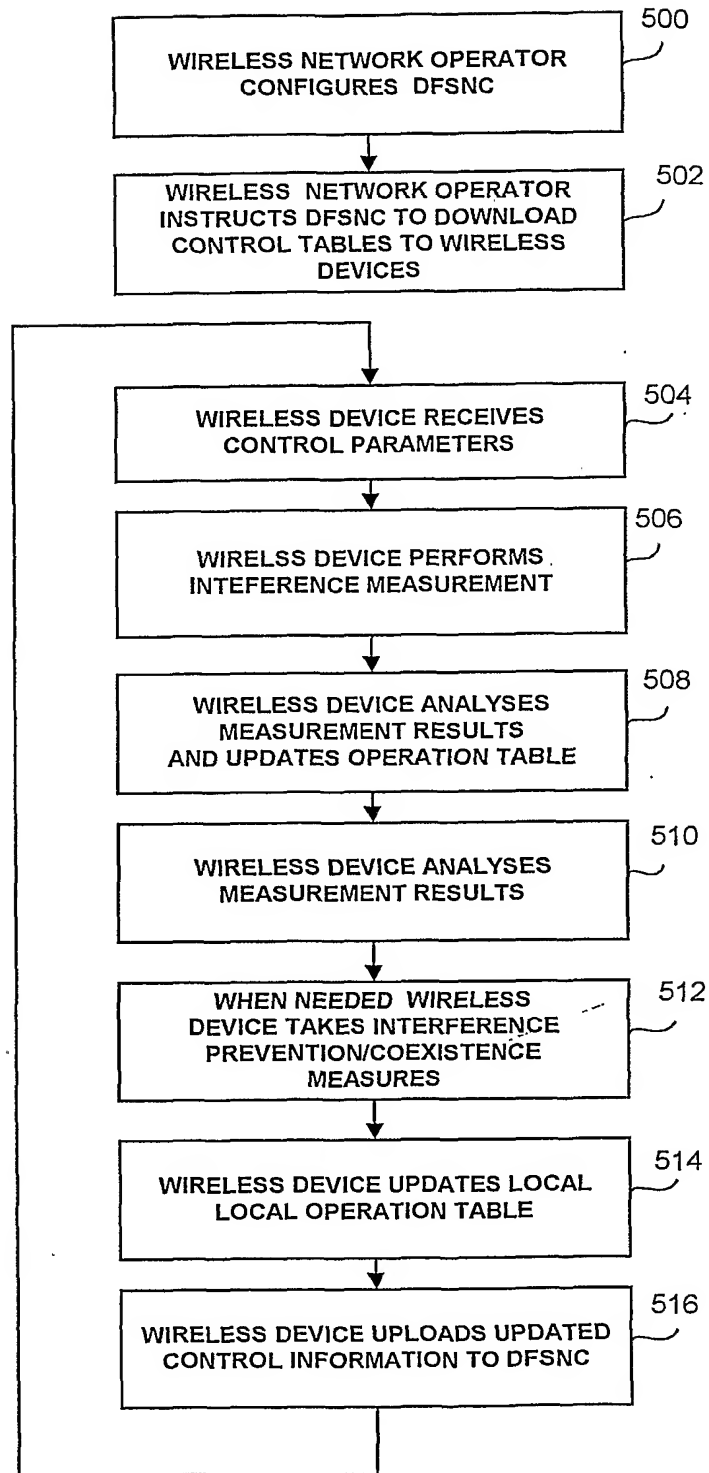 500
WIRELESS NETWORK OPERATOR
CONFIGURES DFSNC
502
WIRELESS NETWORK OPERATOR
INSTRUCTS DFSNC TO DOWNLOAD
CONTROL TABLES TO WIRELESS
DEVICES
504
WIRELESS DEVICE RECEIVES
CONTROL PARAMETERS
506
WIRELSS DEVICE PERFORMS
INTEFERENCE MEASUREMENT
508
WIRELESS DEVICE ANALYSES
MEASUREMENT RESULTS
AND UPDATES OPERATION TABLE
510
WIRELESS DEVICE ANALYSES
MEASUREMENT RESULTS
512
WHEN NEEDED WIRELESS
DEVICE TAKES INTERFERENCE
PREVENTION/COEXISTENCE
MEASURES
514
WIRELESS DEVICE UPDATES LOCAL
LOCAL OPERATION TABLE
516
WIRELESS DEVICE UPLOADS UPDATED
CONTROL INFORMATION TO DFSNC